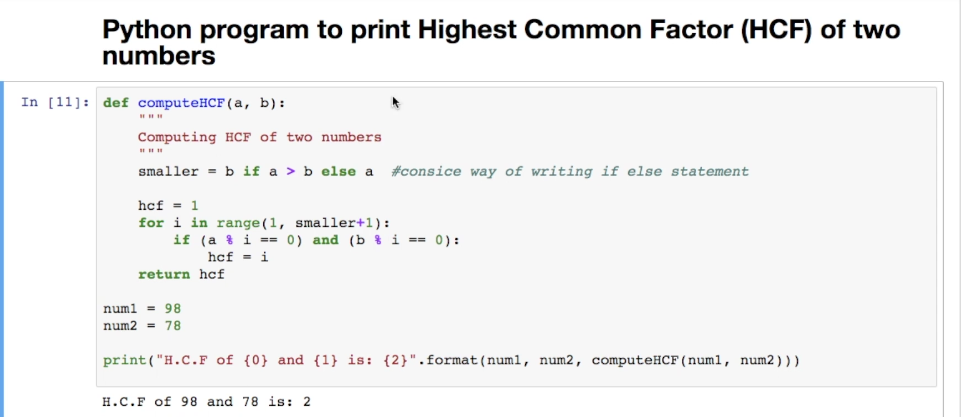 Python program to print Highest Common Factor (HCF) of two
numbers
In [11]: def computeHCF(a, b):
"""
Computing HCF of two numbers
"""
smaller = b if a > b else a  #consice way of writing if else statement
hcf = 1
for i in range(1, smaller+1):
if (a % i == 0) and (b % i == 0):
hcf = i
return hcf
num1 = 98
num2 = 78
print("H.C.F of {0} and {1} is: {2}".format(num1, num2, computeHCF(num1, num2)))
H.C.F of 98 and 78 is: 2